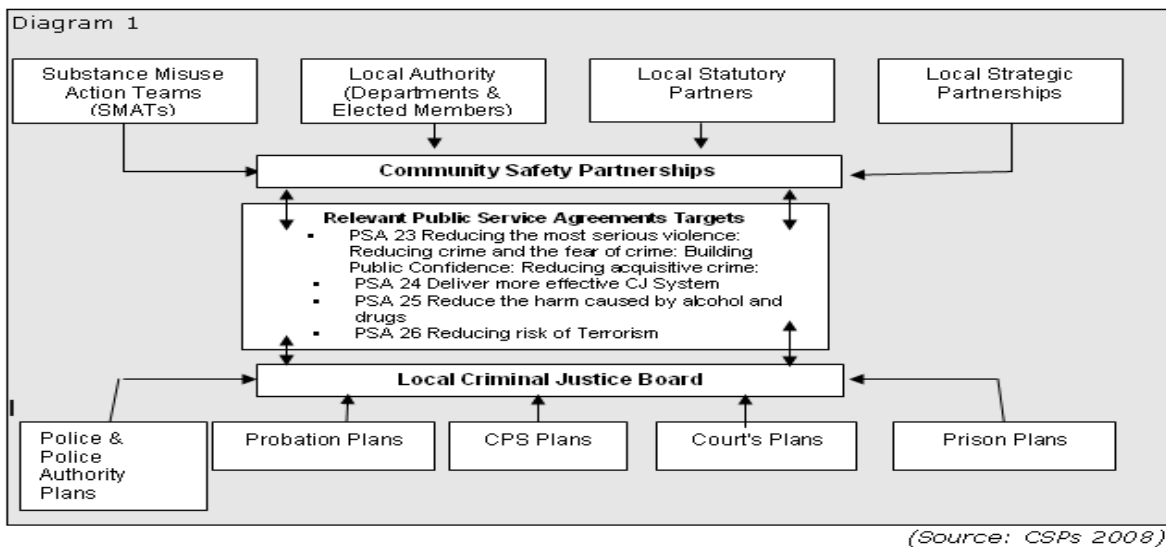 Diagram 1
Substance Misuse
Action Teams
(SMATs)
Local Authority
(Departments &
Elected Members)
Local Statutory
Partners
Local Strategic
Partnerships
Community Safety Partnerships
Relevant Public Service Agreements Targets
▪ PSA 23 Reducing the most serious violence:
Reducing crime and the fear of crime: Building
Public Confidence: Reducing acquisitive crime:
▪ PSA 24 Deliver more effective CJ System
▪ PSA 25 Reduce the harm caused by alcohol and
drugs
▪ PSA 26 Reducing risk of Terrorism
Local Criminal Justice Board
Police &
Police
Authority
Plans
Probation Plans
CPS Plans
Court's Plans
Prison Plans
(Source: CSPs 2008)